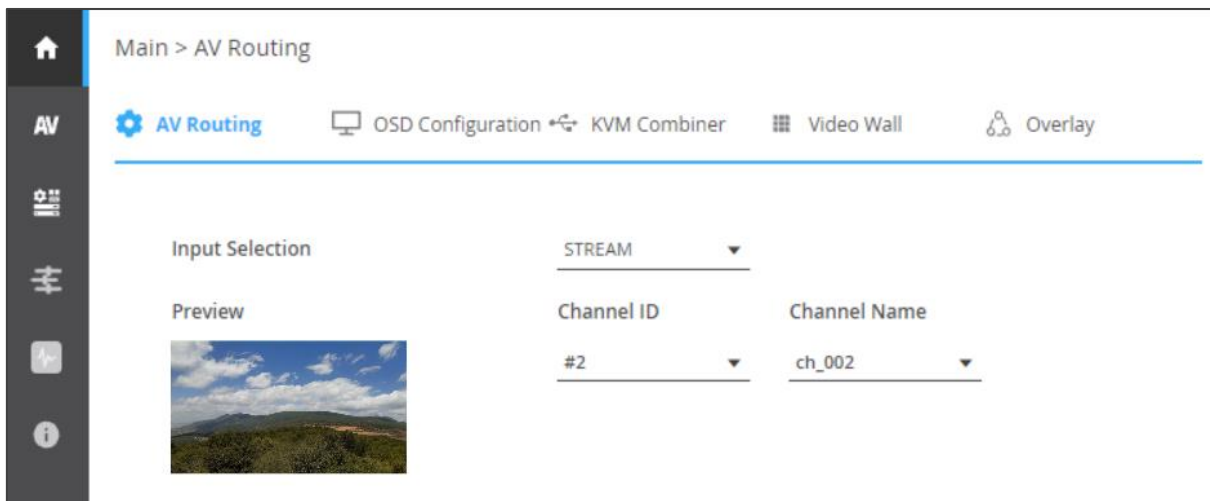 Main > AV Routing
AV
AV Routing OSD Configuration KVM Combiner Video Wall Overlay
Input Selection STREAM
Preview Channel ID Channel Name
#2 ch_002